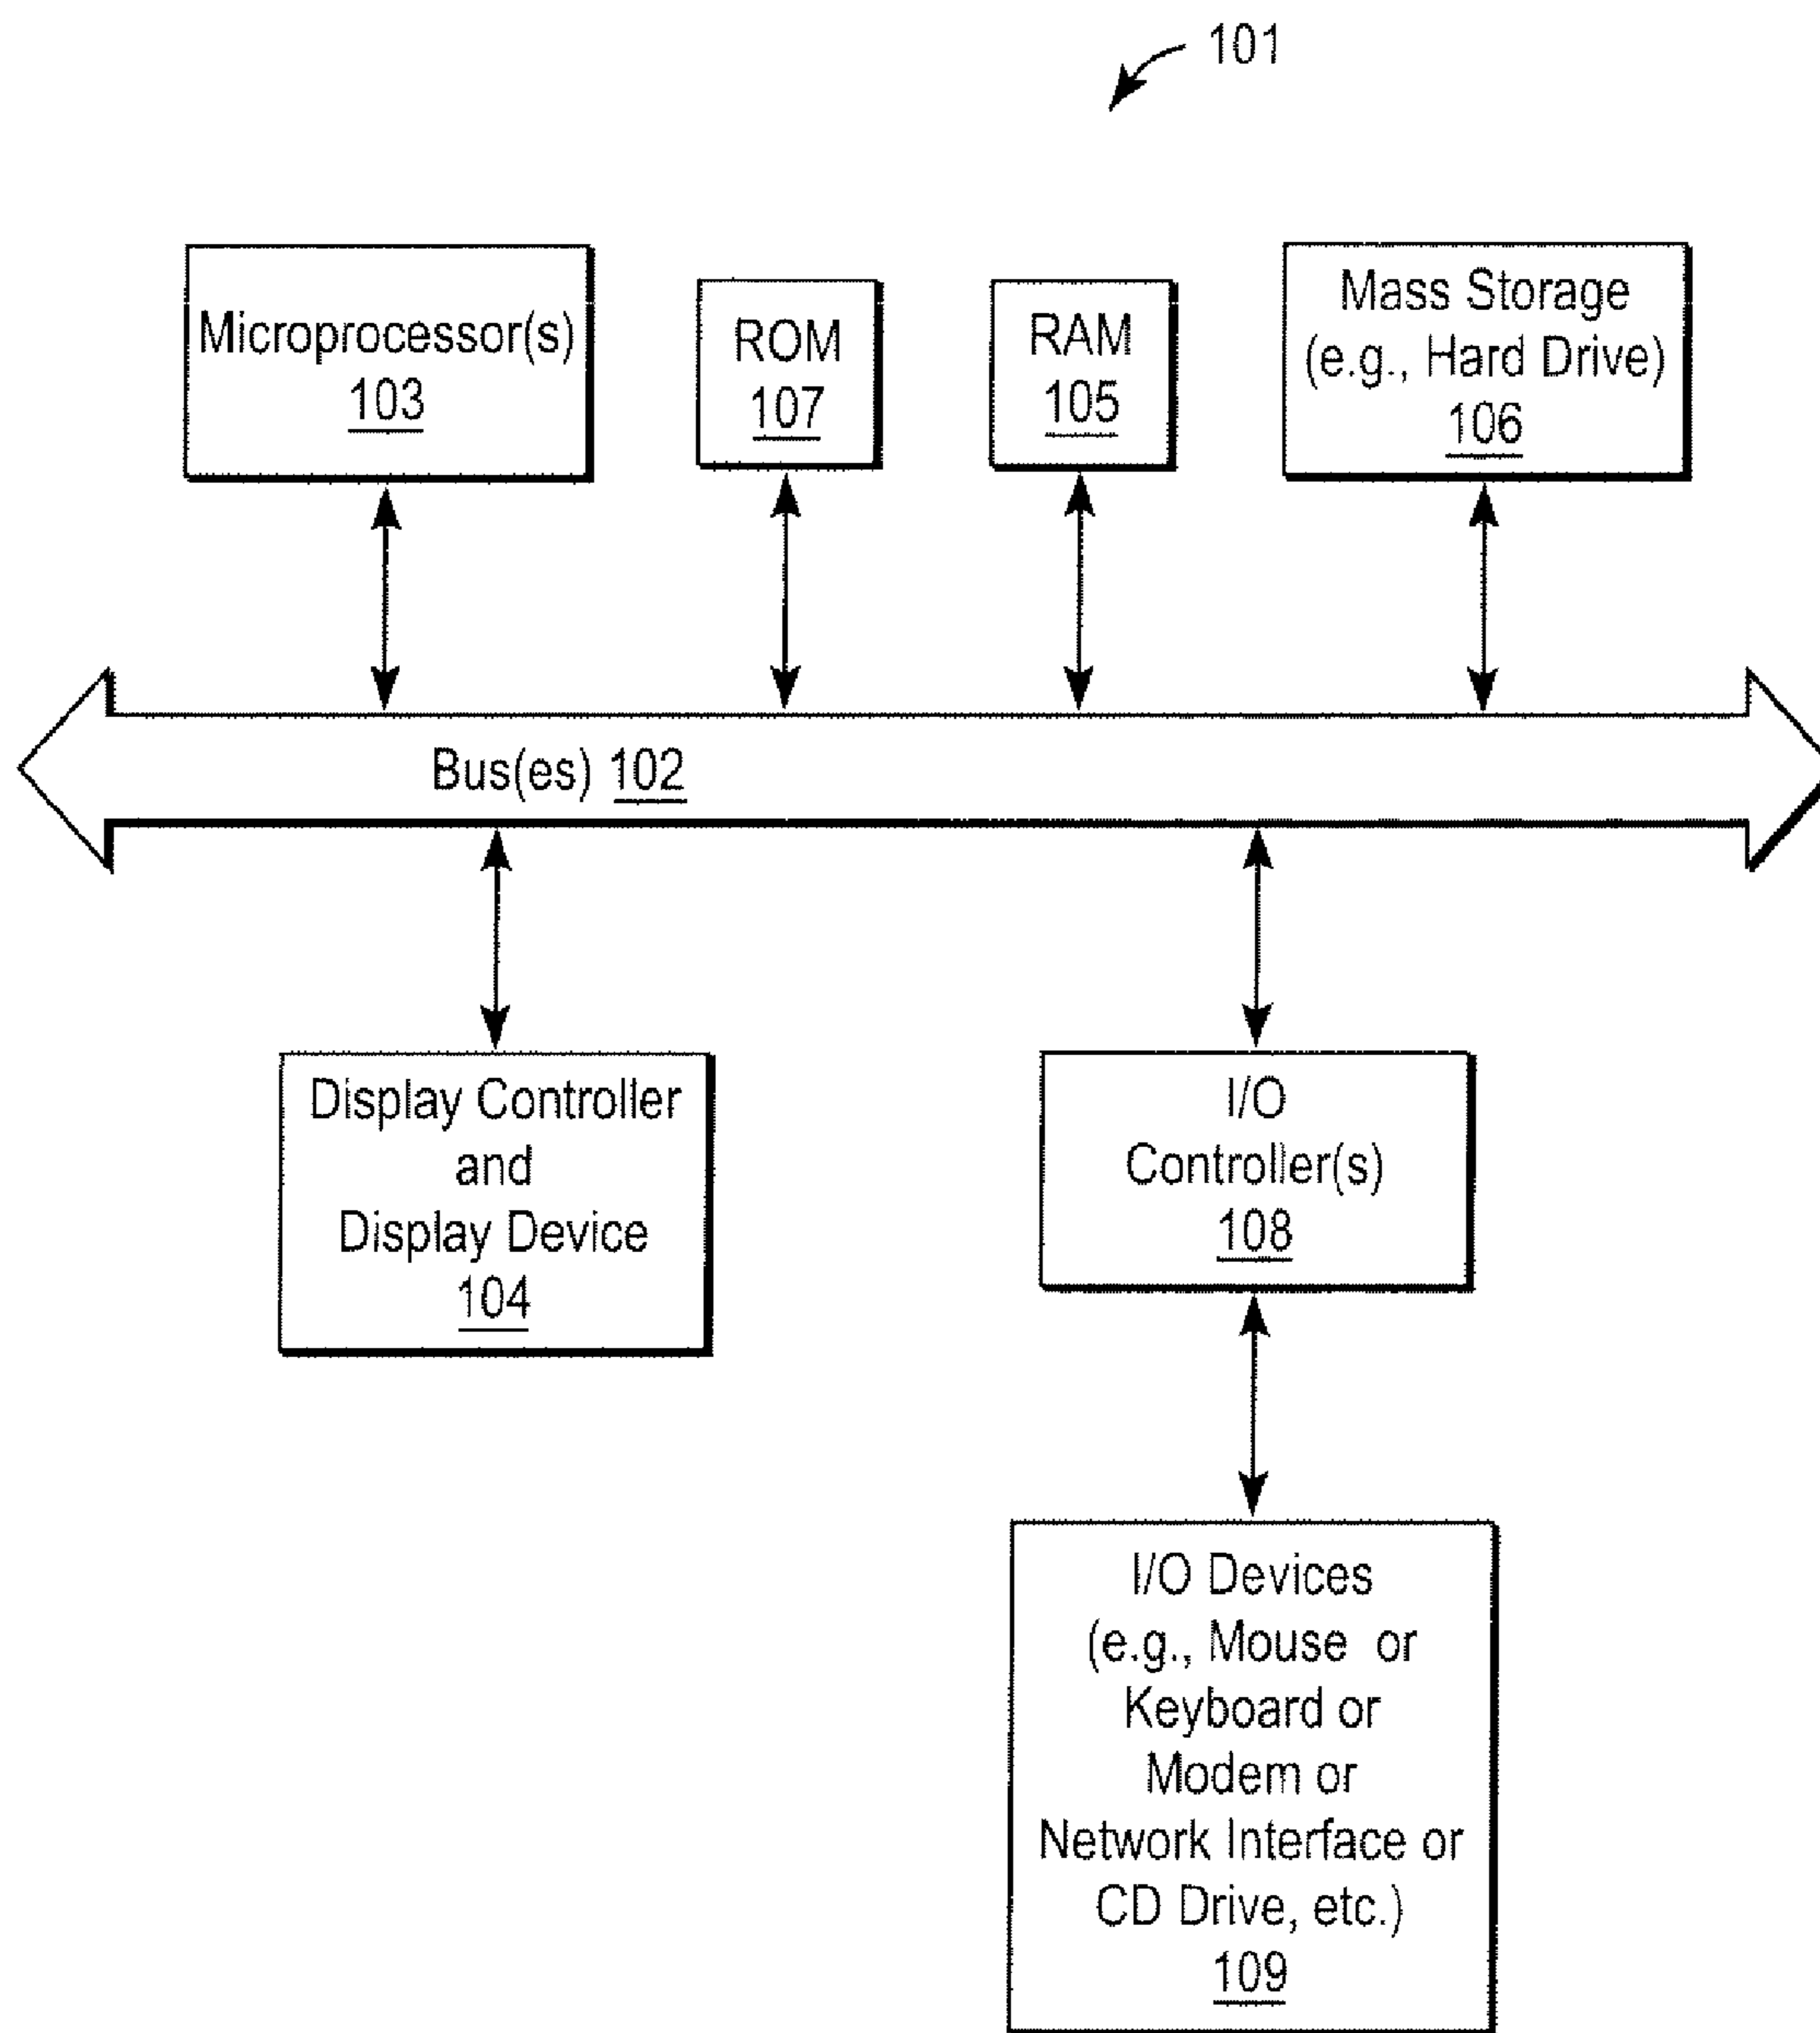 101
Microprocessor(s)
103
ROM
107
RAM
105
Mass Storage
(e.g., Hard Drive)
106
Bus(es) 102
Display Controller
and
Display Device
104
I/O
Controller(s)
108
I/O Devices
(e.g., Mouse or
Keyboard or
Modem or
Network Interface or
CD Drive, etc.)
109